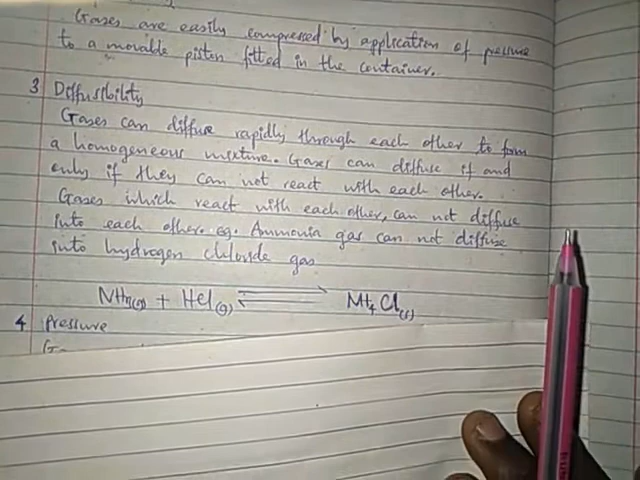 Gases are easily compressed by application of pressure
to a movable piston fitted in the container.
3 Diffusibility
Gases can diffuse rapidly through each other to form
a homogeneous mixture. Gases can diffuse if and
only if they can not react with each other.
Gases which react with each other, can not diffuse
into each other. eg. Ammonia gas can not diffuse
into hydrogen chloride gas
NH3(g) + HCl(g) ⇌ NH4Cl(s)
4 Pressure